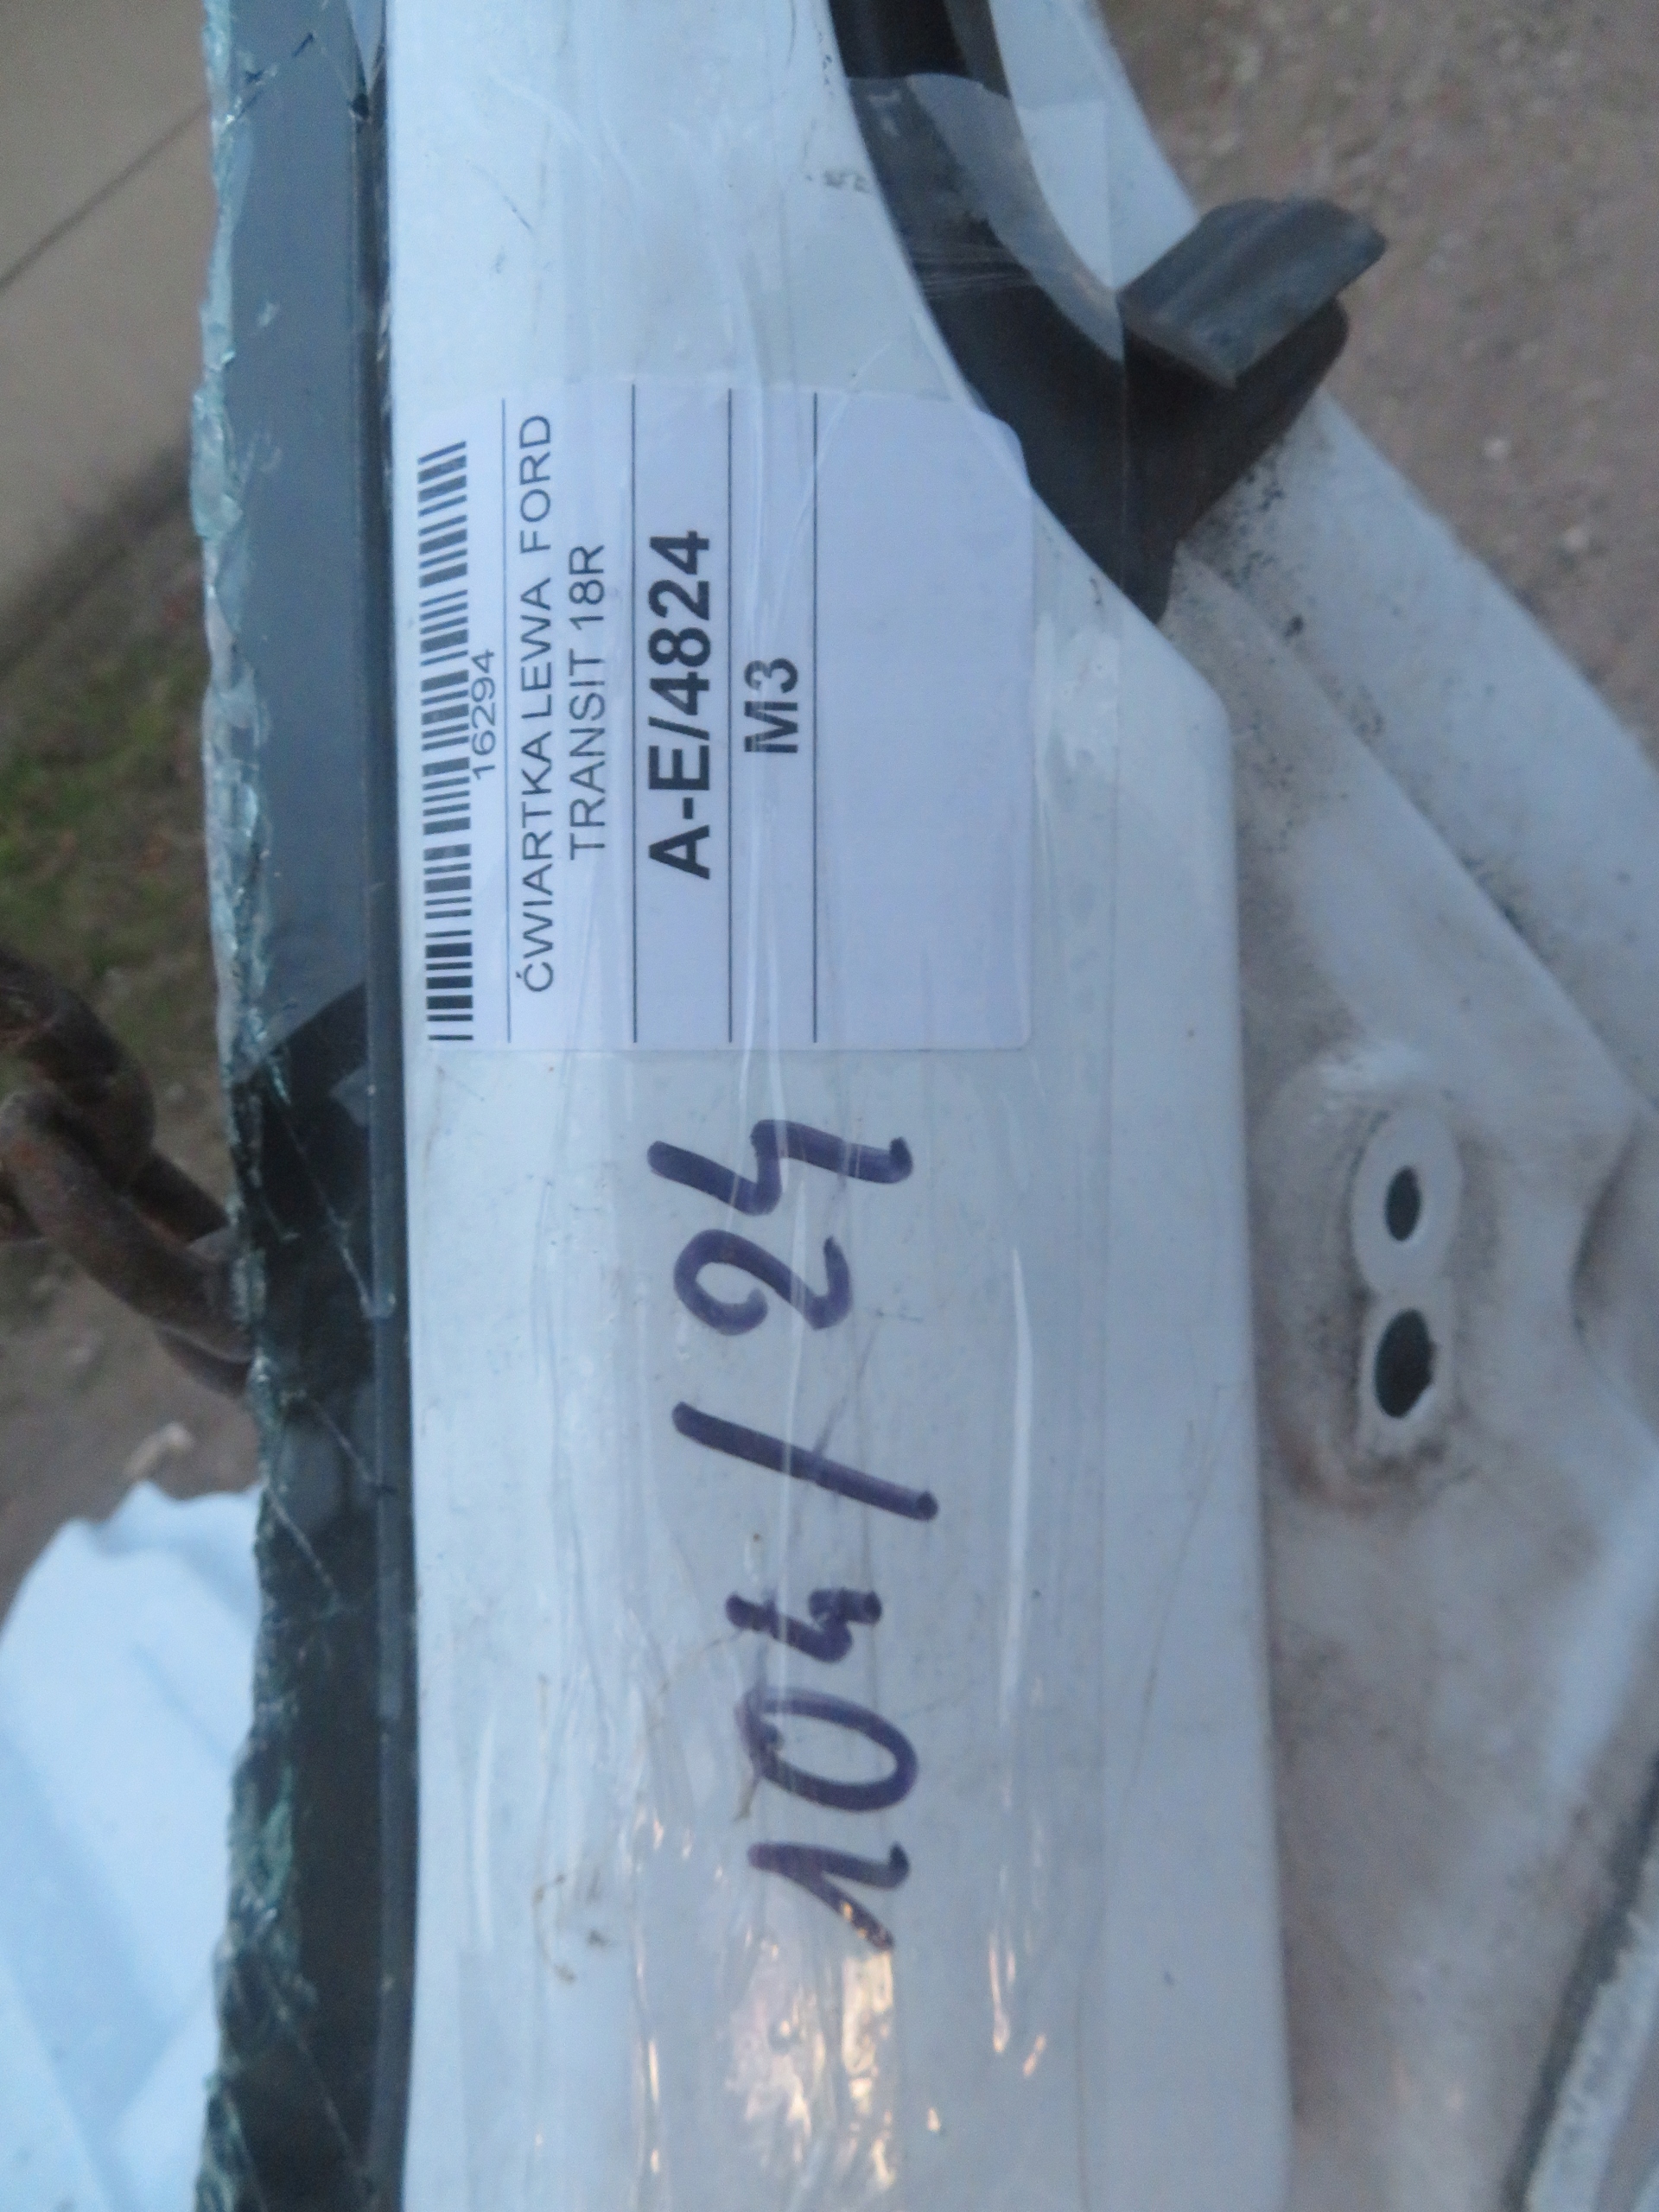 16294
ĆWIARTKA LEWA FORD
TRANSIT 18R
A-E/4824
M3
104/24